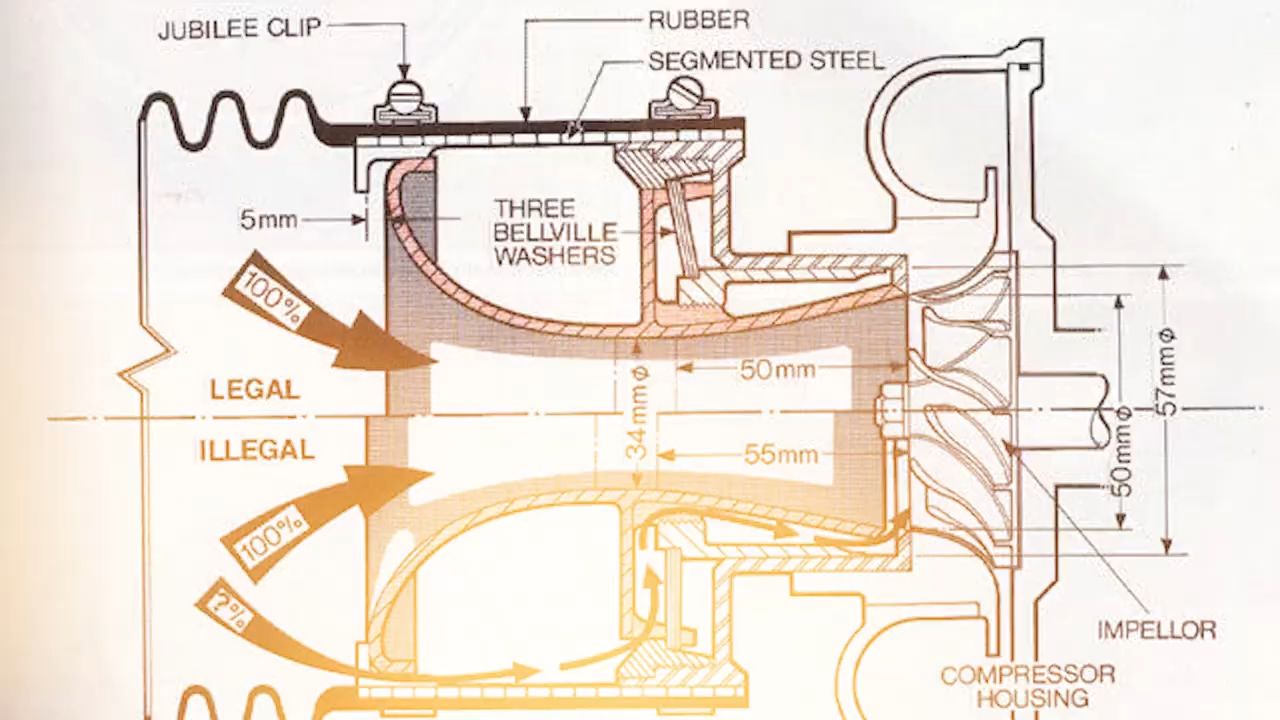 JUBILEE CLIP
RUBBER
SEGMENTED STEEL
5mm
THREE
BELLVILLE
WASHERS
100%
LEGAL
50mm
34mmϕ
57mmϕ
50mmϕ
ILLEGAL
55mm
100%
?%
IMPELLOR
COMPRESSOR
HOUSING